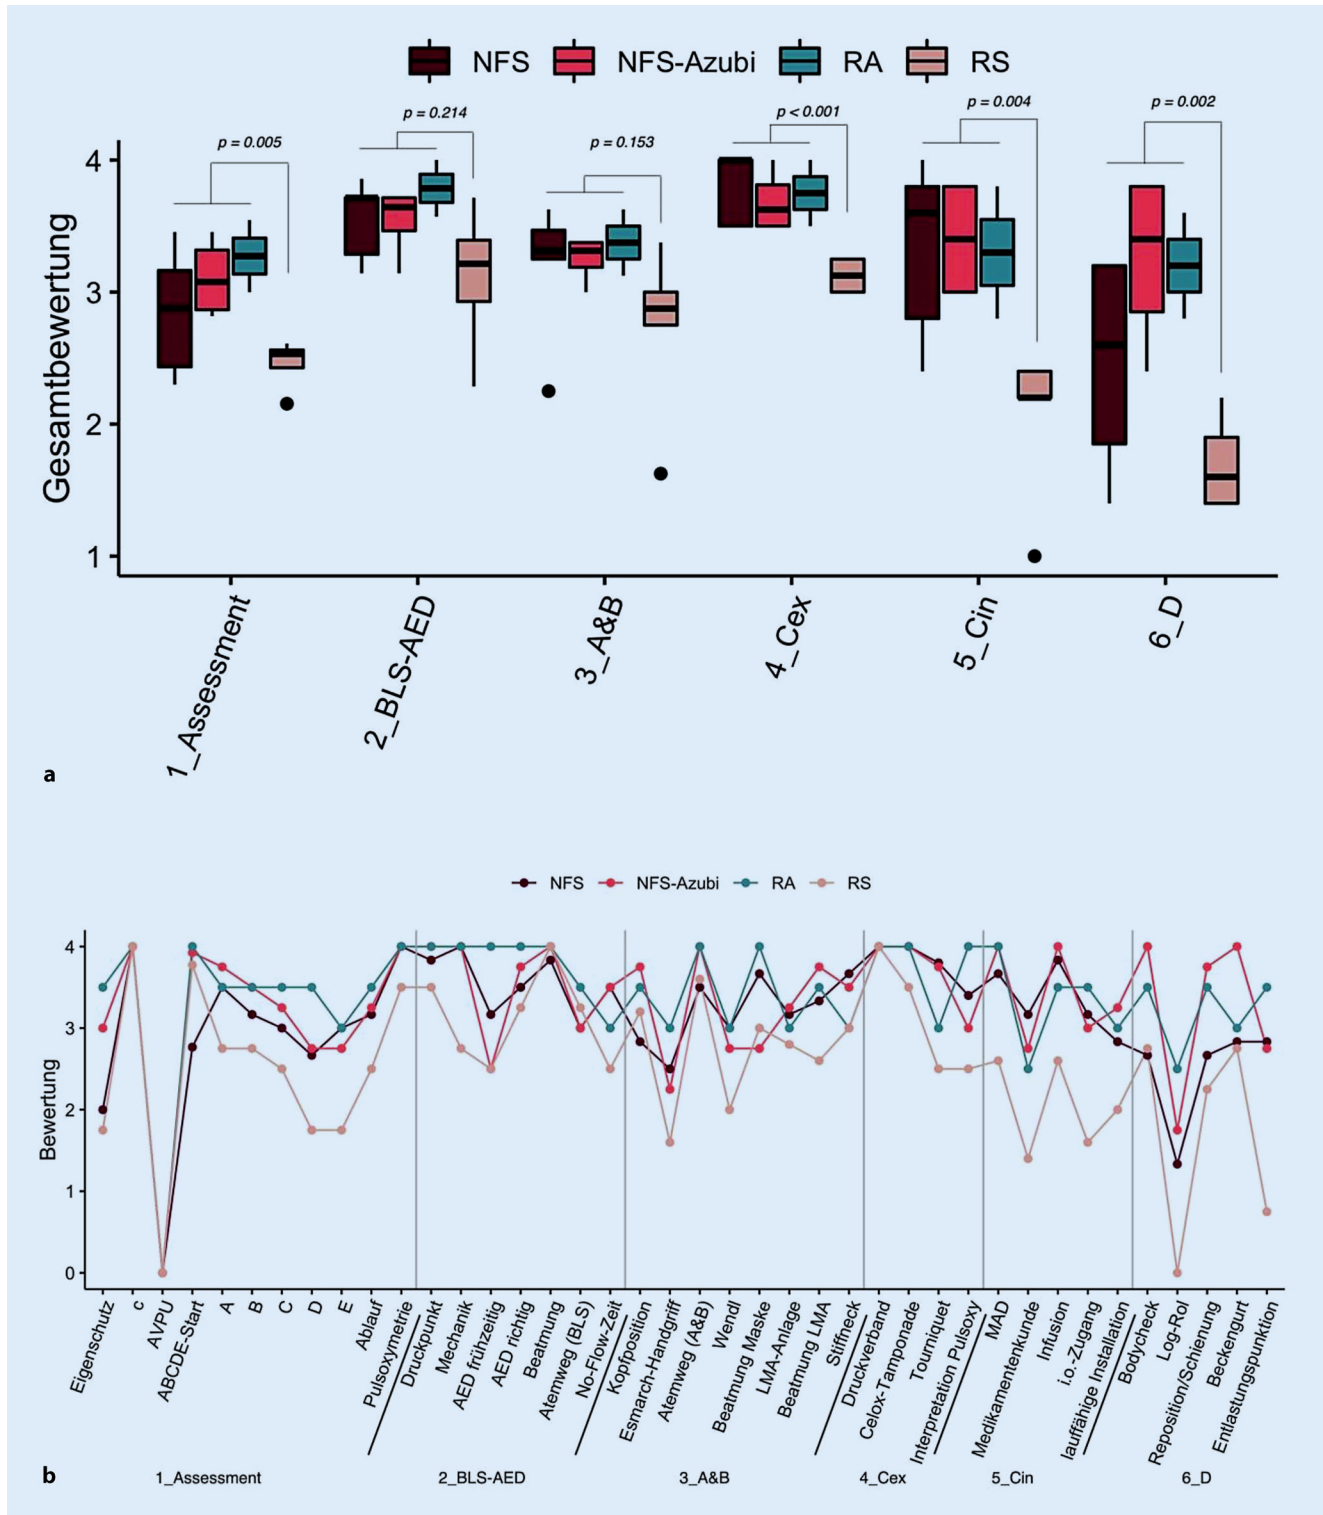 NFS NFS-Azubi RA RS
p = 0.005
p = 0.214
p = 0.153
p < 0.001
p = 0.004
p = 0.002
Gesamtbewertung
4
3
2
1
1_Assessment
2_BLS-AED
3_A&B
4_Cex
5_Cin
6_D
a
NFS NFS-Azubi RA RS
Bewertung
4
3
2
1
0
Eigenschutz
c
AVPU
ABCDE-Start
A
B
C
D
E
Ablauf
Pulsoxymetrie
Druckpunkt
Mechanik
AED frühzeitig
AED richtig
Beatmung
Atemweg (BLS)
No-Flow-Zeit
Kopfposition
Esmarch-Handgriff
Atemweg (A&B)
Wendl
Beatmung Maske
LMA-Anlage
Beatmung LMA
Stiffneck
Druckverband
Celox-Tamponade
Tourniquet
Interpretation Pulsoxy
MAD
Medikamentenkunde
Infusion
i.o.-Zugang
lauffähige Installation
Bodycheck
Log-Rol
Reposition/Schienung
Beckengurt
Entlastungspunktion
1_Assessment
2_BLS-AED
3_A&B
4_Cex
5_Cin
6_D
b